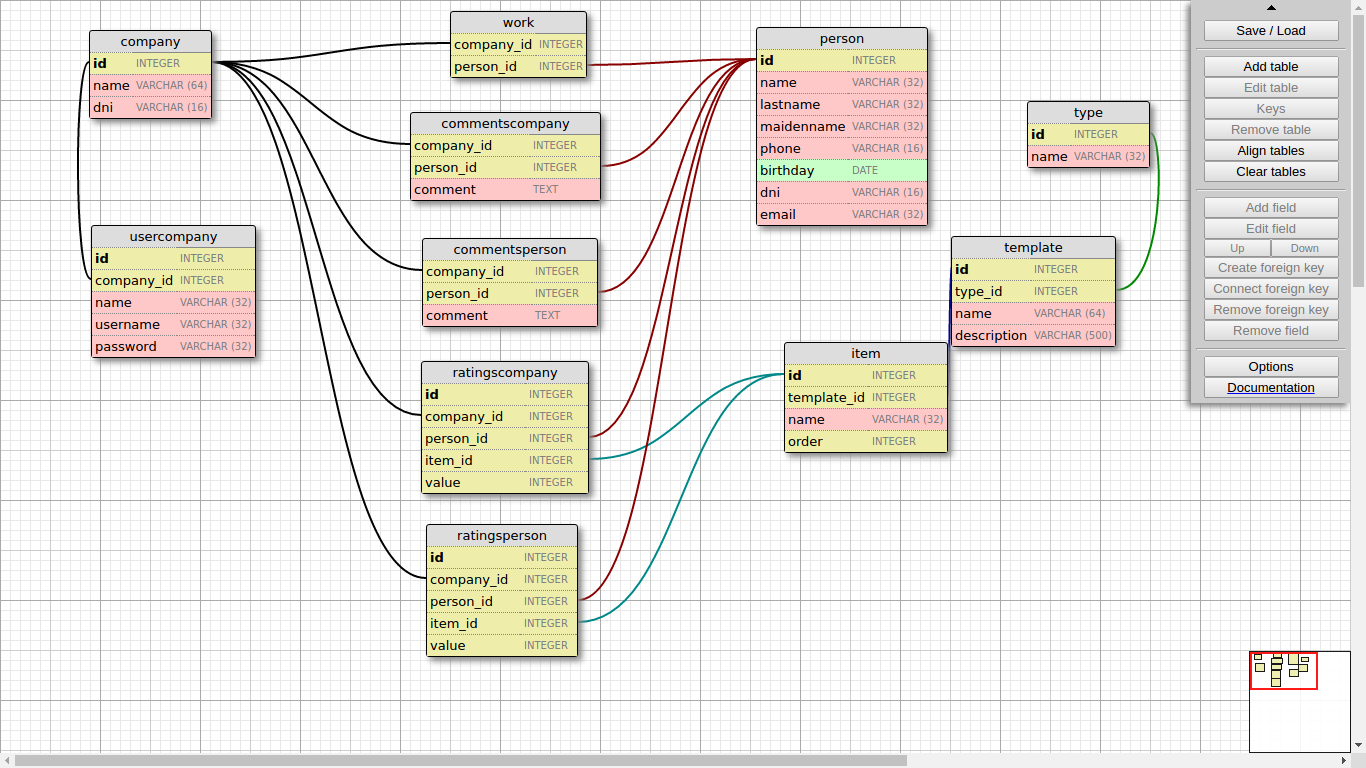 company
id INTEGER
name VARCHAR (64)
dni VARCHAR (16)
usercompany
id INTEGER
company_id INTEGER
name VARCHAR (32)
username VARCHAR (32)
password VARCHAR (32)
work
company_id INTEGER
person_id INTEGER
commentscompany
company_id INTEGER
person_id INTEGER
comment TEXT
commentsperson
company_id INTEGER
person_id INTEGER
comment TEXT
ratingscompany
id INTEGER
company_id INTEGER
person_id INTEGER
item_id INTEGER
value INTEGER
ratingsperson
id INTEGER
company_id INTEGER
person_id INTEGER
item_id INTEGER
value INTEGER
person
id INTEGER
name VARCHAR (32)
lastname VARCHAR (32)
maidenname VARCHAR (32)
phone VARCHAR (16)
birthday DATE
dni VARCHAR (16)
email VARCHAR (32)
item
id INTEGER
template_id INTEGER
name VARCHAR (32)
order INTEGER
type
id INTEGER
name VARCHAR (32)
template
id INTEGER
type_id INTEGER
name VARCHAR (64)
description VARCHAR (500)
Save / Load
Add table
Edit table
Keys
Remove table
Align tables
Clear tables
Add field
Edit field
Up Down
Create foreign key
Connect foreign key
Remove foreign key
Remove field
Options
Documentation